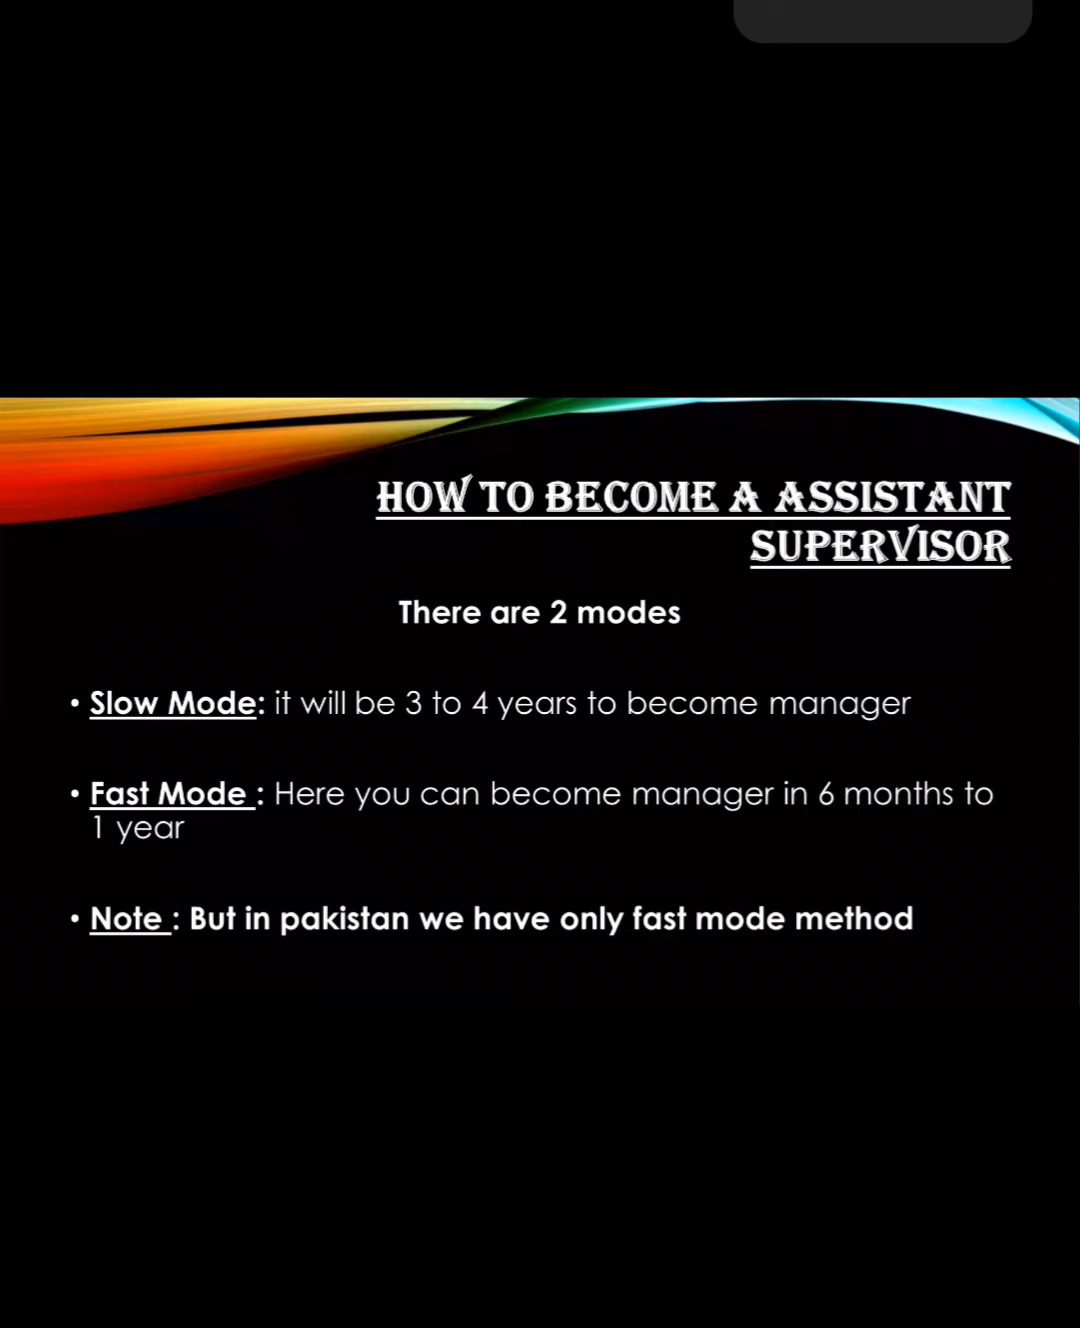 HOW TO BECOME A ASSISTANT
SUPERVISOR
There are 2 modes
• Slow Mode: it will be 3 to 4 years to become manager
• Fast Mode : Here you can become manager in 6 months to
1 year
• Note : But in pakistan we have only fast mode method